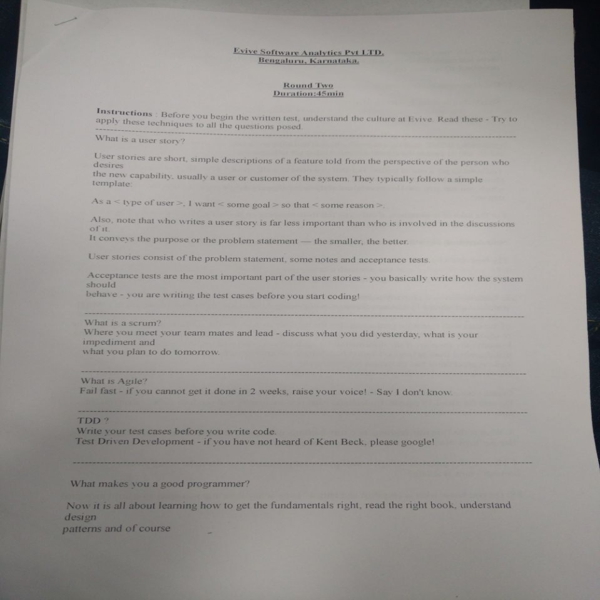 Evive Software Analytics Pvt LTD.
Bengaluru, Karnataka.
Round Two
Duration:45min
Instructions : Before you begin the written test, understand the culture at Evive. Read these - Try to
apply these techniques to all the questions posed.
--------------------------------------------------------------------------------
What is a user story?
User stories are short, simple descriptions of a feature told from the perspective of the person who
desires
the new capability, usually a user or customer of the system. They typically follow a simple
template:
As a < type of user >, I want < some goal > so that < some reason >.
Also, note that who writes a user story is far less important than who is involved in the discussions
of it.
It conveys the purpose or the problem statement — the smaller, the better.
User stories consist of the problem statement, some notes and acceptance tests.
Acceptance tests are the most important part of the user stories - you basically write how the system
should
behave - you are writing the test cases before you start coding!
--------------------------------------------------------------------------------
What is a scrum?
Where you meet your team mates and lead - discuss what you did yesterday, what is your
impediment and
what you plan to do tomorrow.
--------------------------------------------------------------------------------
What is Agile?
Fail fast - if you cannot get it done in 2 weeks, raise your voice! - Say I don't know.
--------------------------------------------------------------------------------
TDD ?
Write your test cases before you write code.
Test Driven Development - if you have not heard of Kent Beck, please google!
--------------------------------------------------------------------------------
What makes you a good programmer?
Now it is all about learning how to get the fundamentals right, read the right book, understand
design
patterns and of course